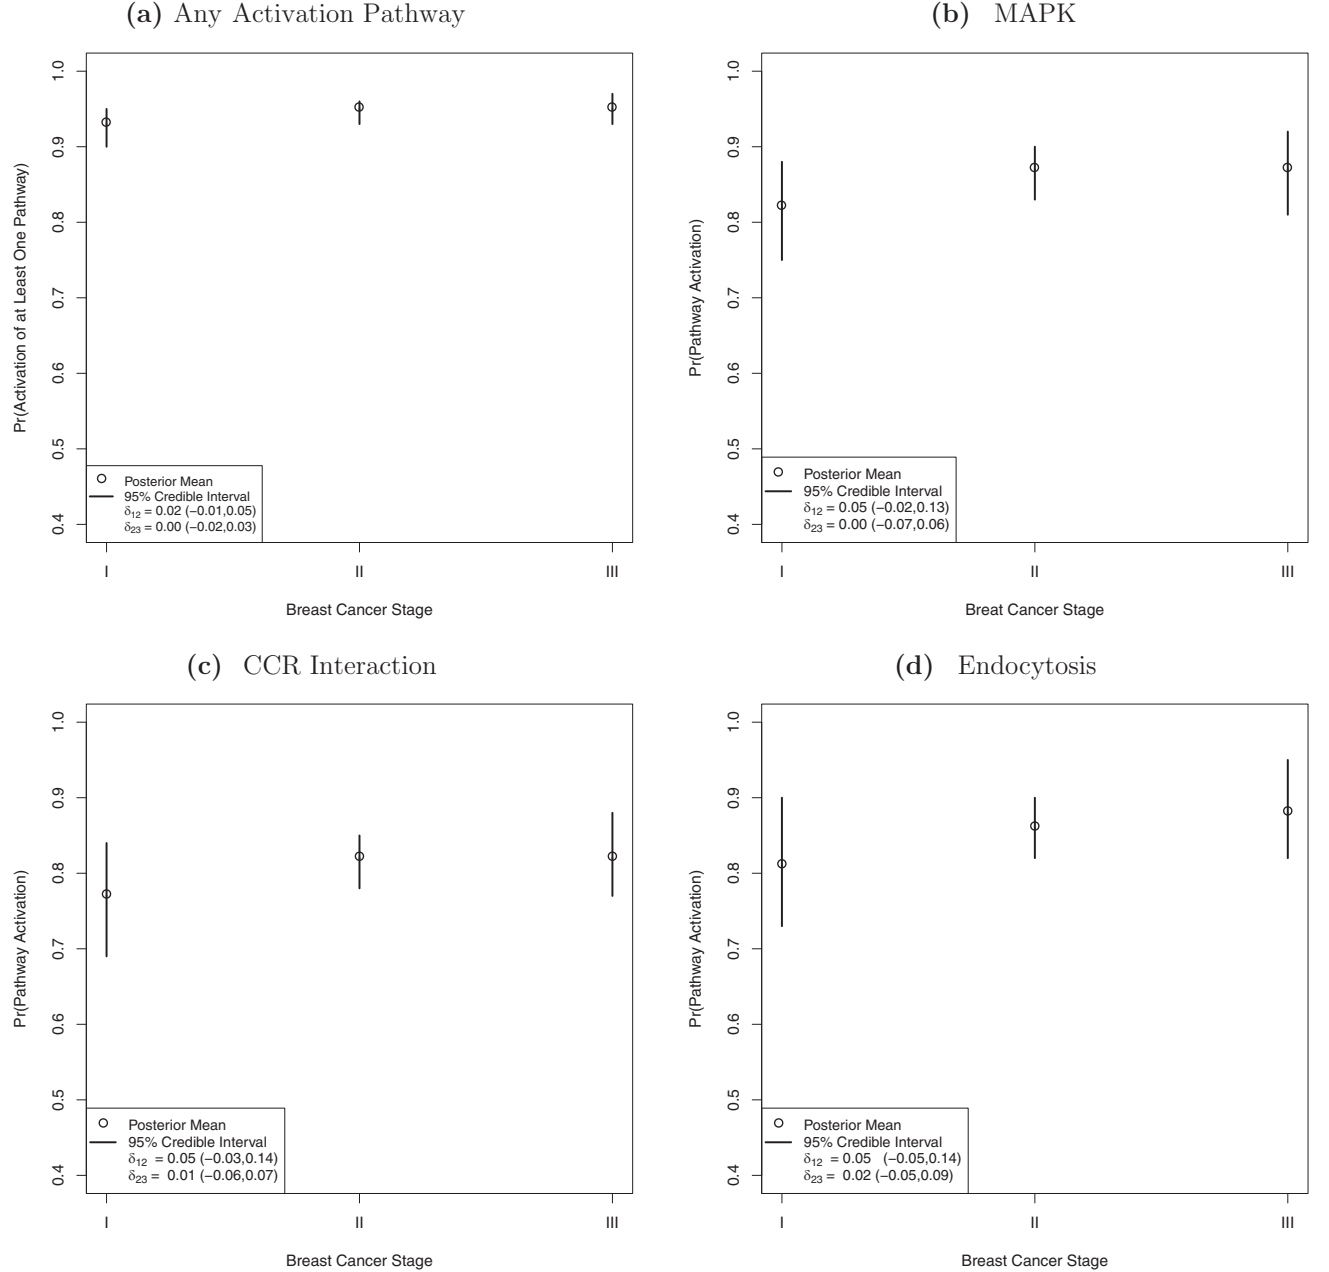 (a) Any Activation Pathway
Pr(Activation of at Least One Pathway)
1.0
0.9
0.8
0.7
0.6
0.5
0.4
Posterior Mean
95% Credible Interval
δ12 = 0.02 (−0.01,0.05)
δ23 = 0.00 (−0.02,0.03)
I II III
Breast Cancer Stage
(b) MAPK
Pr(Pathway Activation)
1.0
0.9
0.8
0.7
0.6
0.5
0.4
Posterior Mean
95% Credible Interval
δ12 = 0.05 (−0.02,0.13)
δ23 = 0.00 (−0.07,0.06)
I II III
Breat Cancer Stage
(c) CCR Interaction
Pr(Pathway Activation)
1.0
0.9
0.8
0.7
0.6
0.5
0.4
Posterior Mean
95% Credible Interval
δ12 = 0.05 (−0.03,0.14)
δ23 = 0.01 (−0.06,0.07)
I II III
Breast Cancer Stage
(d) Endocytosis
Pr(Pathway Activation)
1.0
0.9
0.8
0.7
0.6
0.5
0.4
Posterior Mean
95% Credible Interval
δ12 = 0.05 (−0.05,0.14)
δ23 = 0.02 (−0.05,0.09)
I II III
Breast Cancer Stage